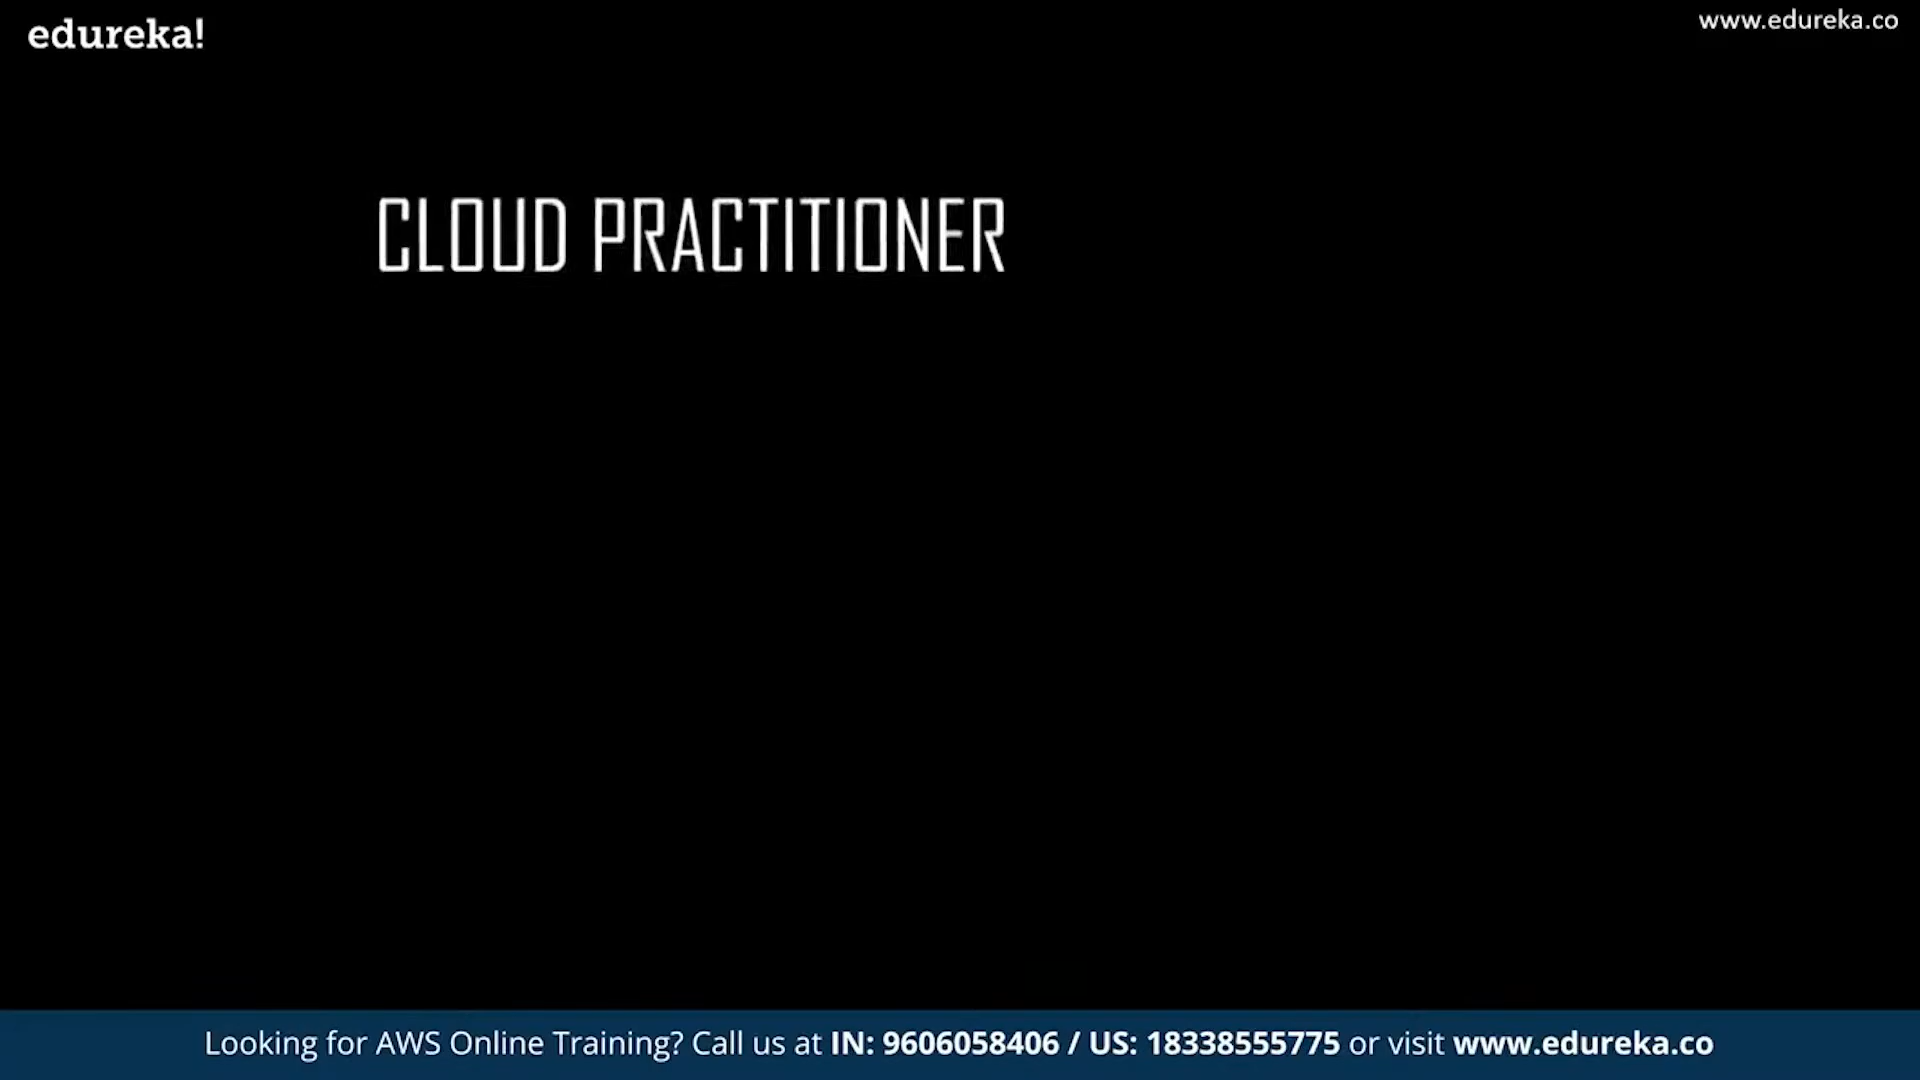 edureka!
www.edureka.co
CLOUD PRACTITIONER
Looking for AWS Online Training? Call us at IN: 9606058406 / US: 18338555775 or visit www.edureka.co